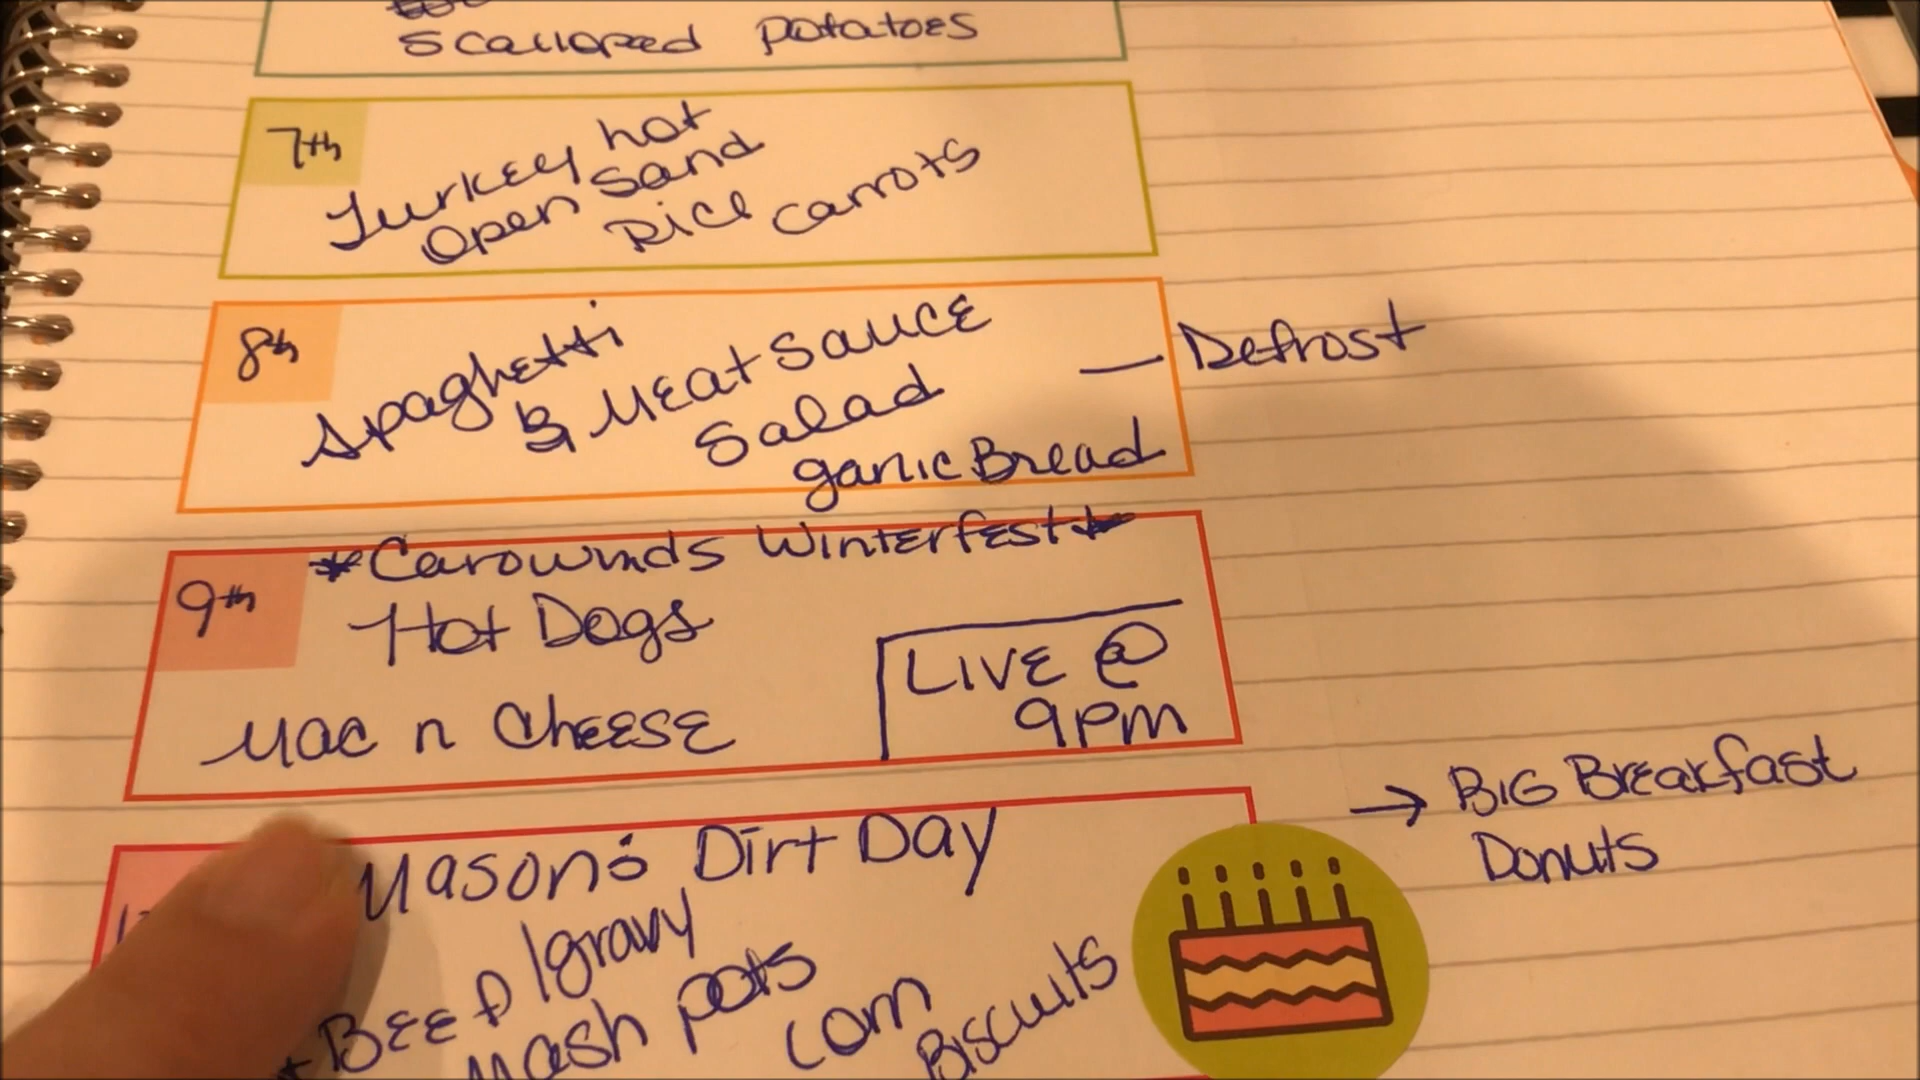 Scalloped Potatoes
7th
Turkey hot
Open Sand
Rice Carrots
8th
Spaghetti
& Meat Sauce
Salad
garlic Bread
— Defrost
9th
*Carowinds Winterfest*
Hot Dogs
Mac n Cheese
LIVE @
9pm
Mason's Dirt Day
Beef/gravy
Mash pots
Corn
Biscuits
→ BIG Breakfast
Donuts